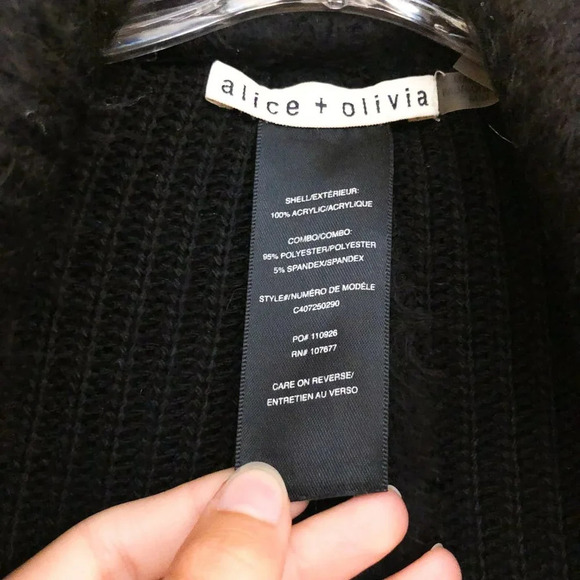 alice + olivia
SHELL/EXTÉRIEUR:
100% ACRYLIC/ACRYLIQUE
COMBO/COMBO:
95% POLYESTER/POLYESTER
5% SPANDEX/SPANDEX
STYLE#/NUMÉRO DE MODÈLE
C407250290
PO# 110926
RN# 107677
CARE ON REVERSE/
ENTRETIEN AU VERSO